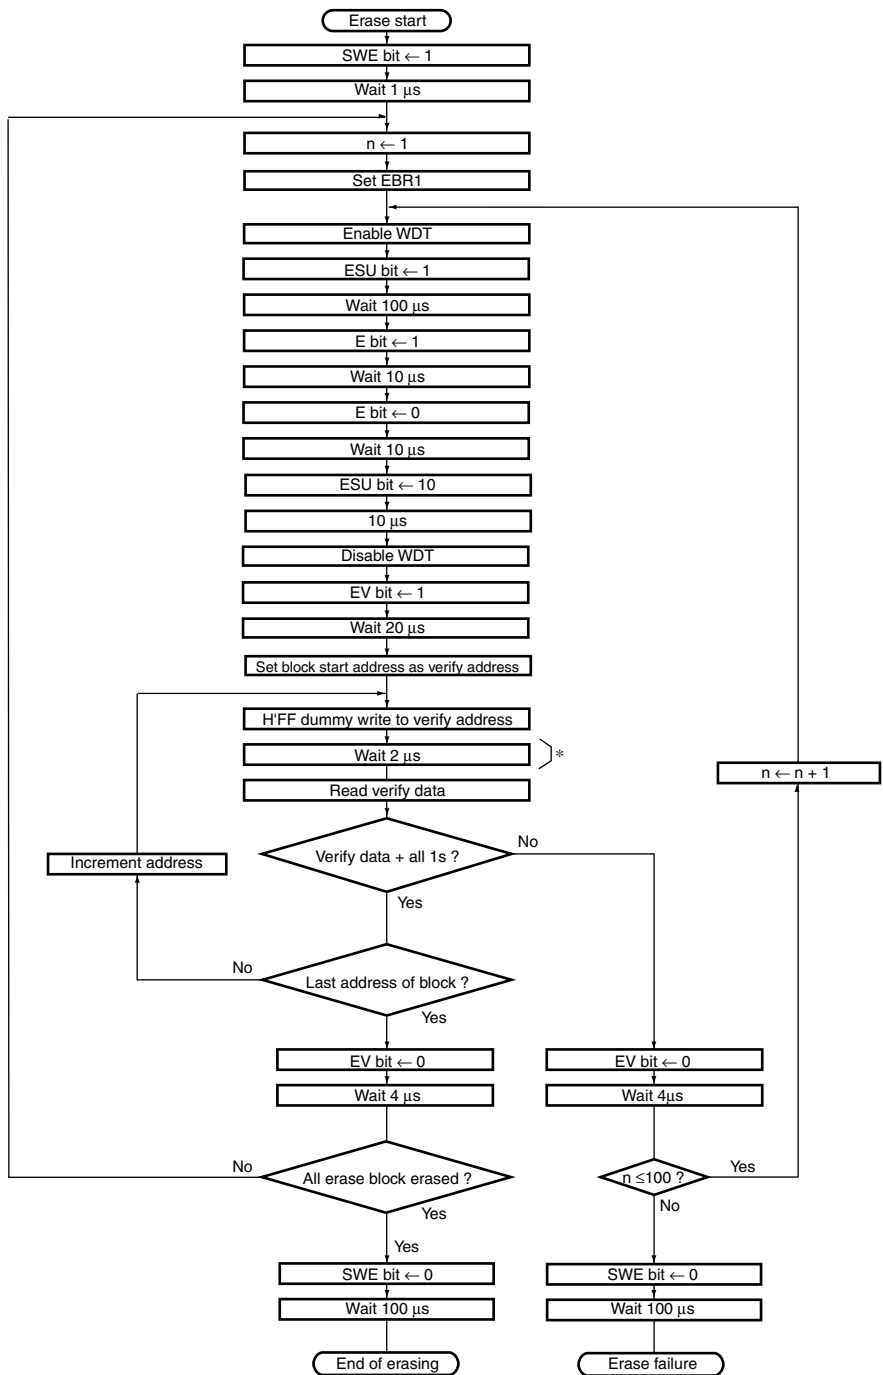 Erase start
SWE bit ← 1
Wait 1 μs
n ← 1
Set EBR1
Enable WDT
ESU bit ← 1
Wait 100 μs
E bit ← 1
Wait 10 μs
E bit ← 0
Wait 10 μs
ESU bit ← 10
10 μs
Disable WDT
EV bit ← 1
Wait 20 μs
Set block start address as verify address
H'FF dummy write to verify address
Wait 2 μs
*
n ← n + 1
Read verify data
No
Verify data + all 1s ?
Increment address
Yes
No
Last address of block ?
Yes
EV bit ← 0
EV bit ← 0
Wait 4 μs
Wait 4μs
No
All erase block erased ?
n ≤100 ?
Yes
Yes
No
Yes
SWE bit ← 0
SWE bit ← 0
Wait 100 μs
Wait 100 μs
End of erasing
Erase failure